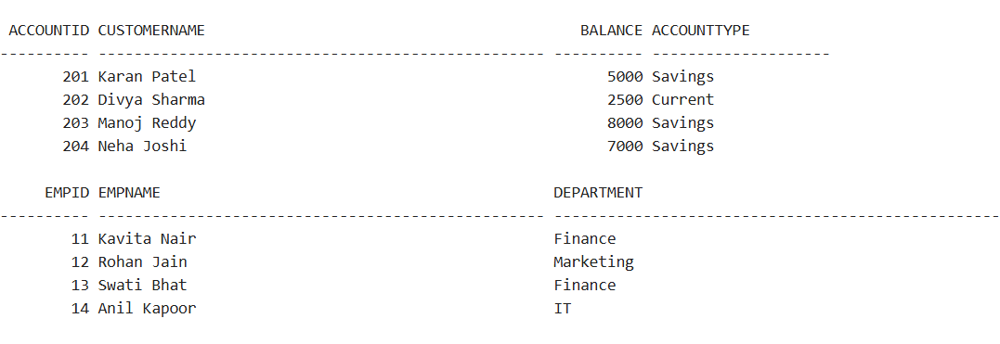 ACCOUNTID CUSTOMERNAME                                          BALANCE ACCOUNTTYPE
---------- -------------------------------------------------- ---------- --------------------
       201 Karan Patel                                              5000 Savings
       202 Divya Sharma                                             2500 Current
       203 Manoj Reddy                                              8000 Savings
       204 Neha Joshi                                               7000 Savings

     EMPID EMPNAME                                            DEPARTMENT
---------- -------------------------------------------------- --------------------------------------------------
        11 Kavita Nair                                        Finance
        12 Rohan Jain                                         Marketing
        13 Swati Bhat                                         Finance
        14 Anil Kapoor                                        IT